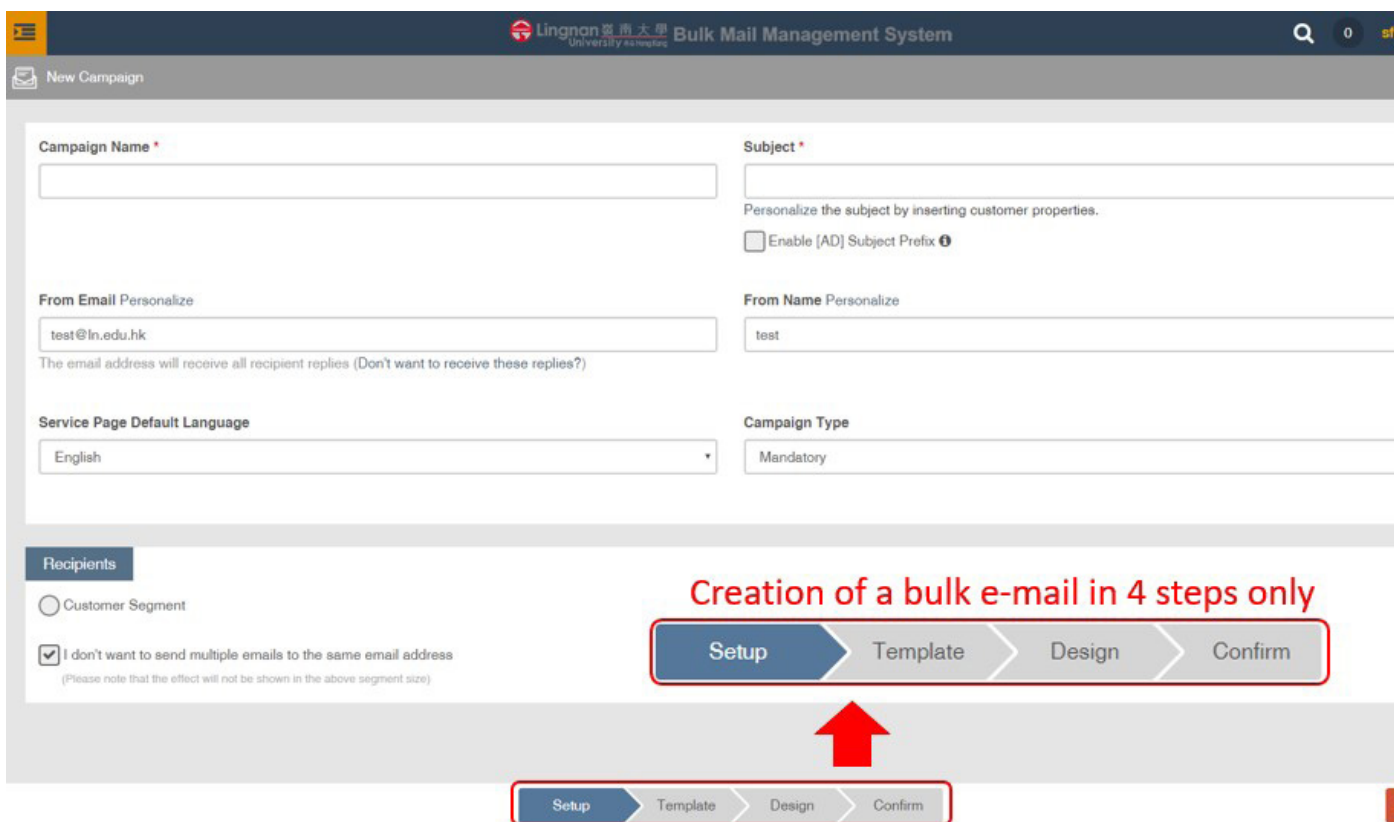 Lingnan 嶺南大學 Bulk Mail Management System
University
0
sf
New Campaign
Campaign Name *
Subject *
Personalize the subject by inserting customer properties.
Enable [AD] Subject Prefix
From Email Personalize
From Name Personalize
test@ln.edu.hk
test
The email address will receive all recipient replies (Don't want to receive these replies?)
Service Page Default Language
Campaign Type
English
Mandatory
Recipients
Customer Segment
Creation of a bulk e-mail in 4 steps only
Setup Template Design Confirm
I don't want to send multiple emails to the same email address
(Please note that the effect will not be shown in the above segment size)
Setup Template Design Confirm